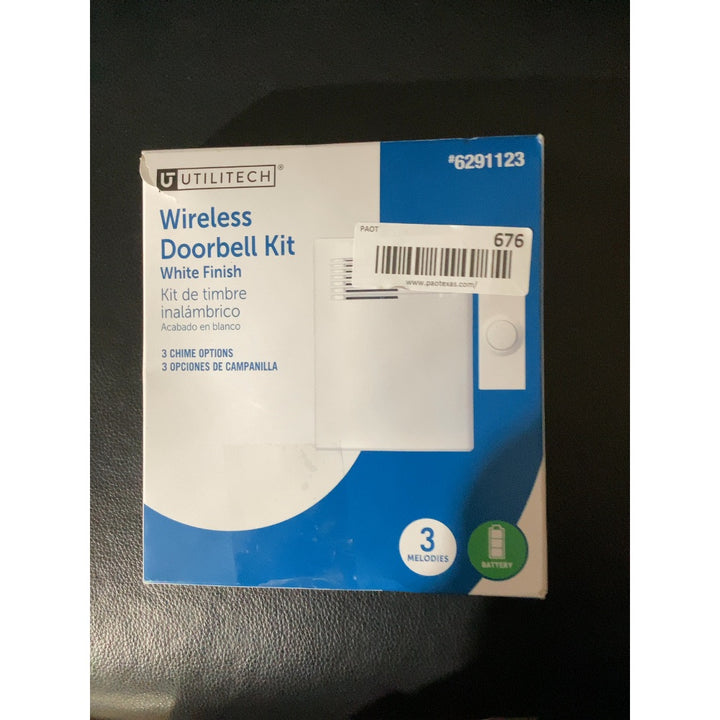 UTILITECH®
#6291123
Wireless
Doorbell Kit
White Finish
Kit de timbre
inalámbrico
Acabado en blanco
3 CHIME OPTIONS
3 OPCIONES DE CAMPANILLA
PAOT
676
www.paotexas.com/
3
MELODIES
BATTERY